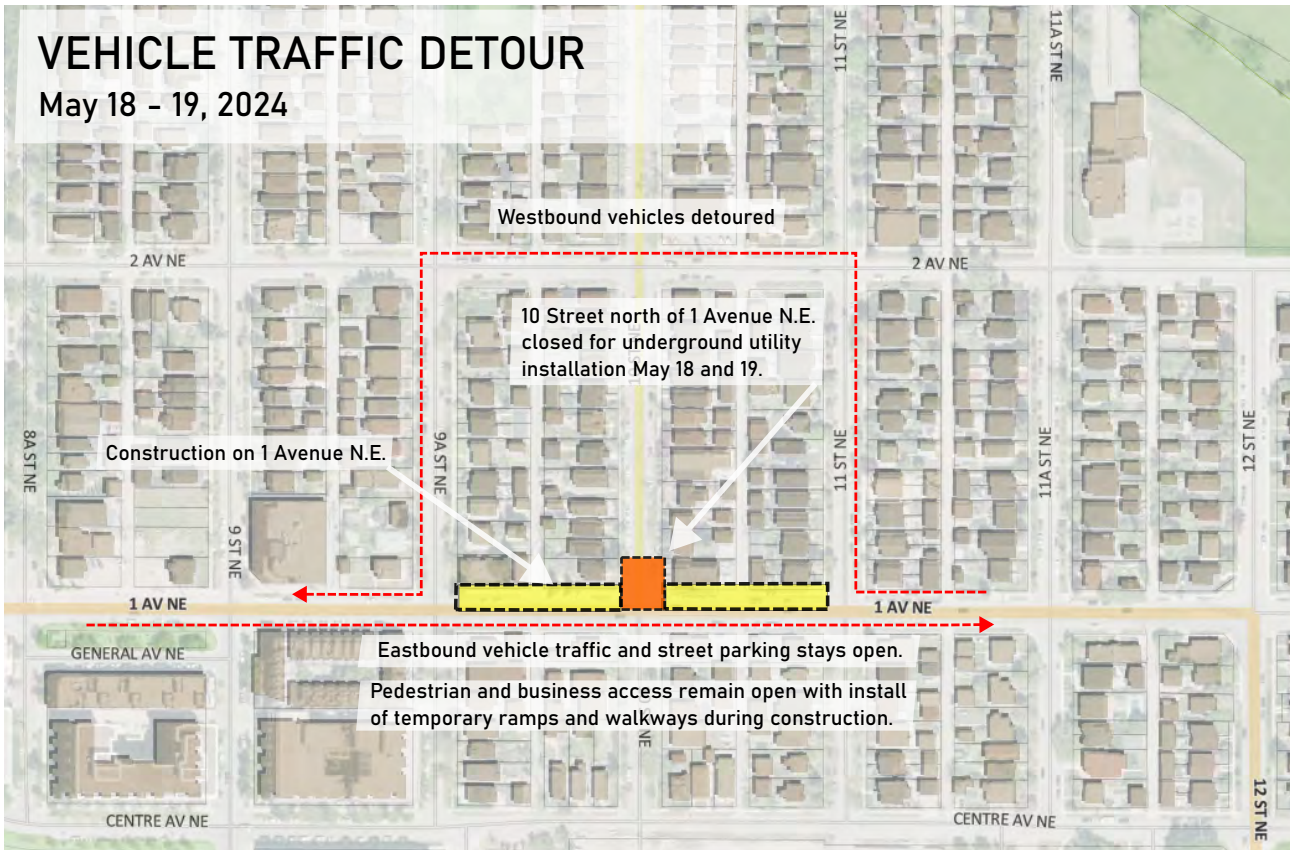 VEHICLE TRAFFIC DETOUR
May 18 - 19, 2024
11 ST NE
11A ST NE
Westbound vehicles detoured
2 AV NE
2 AV NE
10 Street north of 1 Avenue N.E.
closed for underground utility
installation May 18 and 19.
8A ST NE
Construction on 1 Avenue N.E.
9A ST NE
11 ST NE
11A ST NE
12 ST NE
9 ST NE
1 AV NE
1 AV NE
GENERAL AV NE
Eastbound vehicle traffic and street parking stays open.
Pedestrian and business access remain open with install
of temporary ramps and walkways during construction.
NE
CENTRE AV NE
CENTRE AV NE
12 ST NE